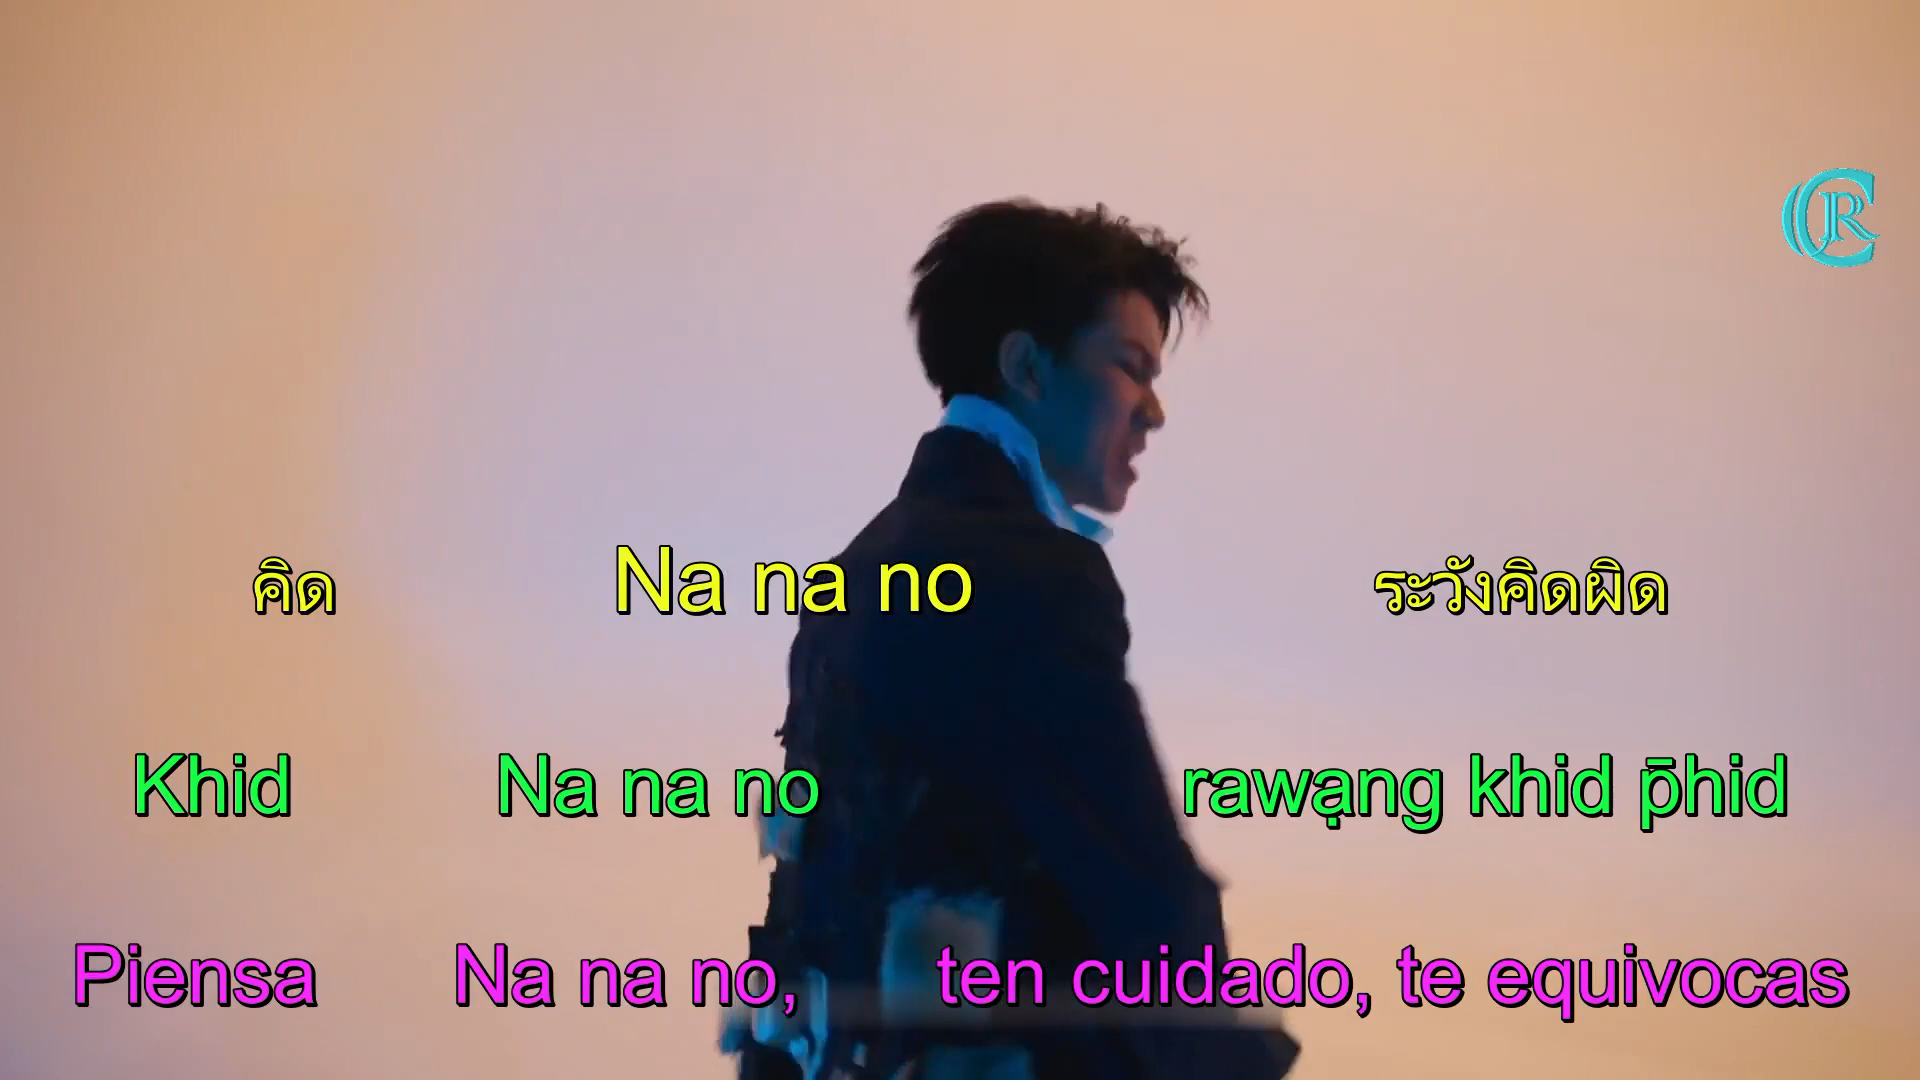 CR
คิด Na na no ระวังคิดผิด
Khid Na na no rawạng khid p̄hid
Piensa Na na no, ten cuidado, te equivocas